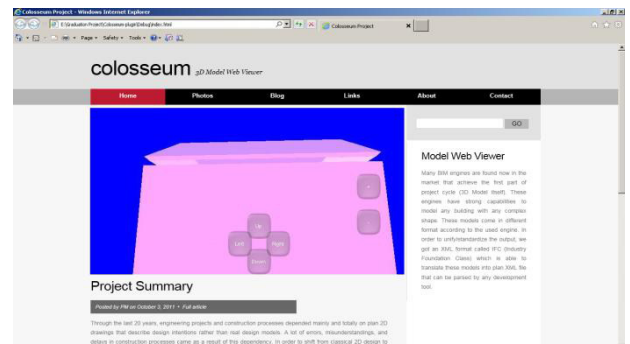 Colosseum Project - Windows Internet Explorer
Colosseum Project
Page Safety Tools
colosseum 3D Model Web Viewer
Home Photos Blog Links About Contact
GO
Up
Left Right
Down
Model Web Viewer
Many BIM engines are found now in the
market that achieve the first part of
project cycle (3D Model itself). These
engines have strong capabilities to
model any building with any complex
shape. These models come in different
format according to the used engine. In
order to unify/standardize the output, we
got an XML format called IFC (Industry
Foundation Class) which is able to
translate these models into plan XML file
that can be parsed by any development
tool.
Project Summary
Posted by PM on October 3, 2011 • Full article
Through the last 20 years, engineering projects and construction processes depended mainly and totally on plan 2D
drawings that describe design intentions rather than real design models. A lot of errors, misunderstandings, and
delays in construction processes came as a result of this dependency. In order to shift from classical 2D design to